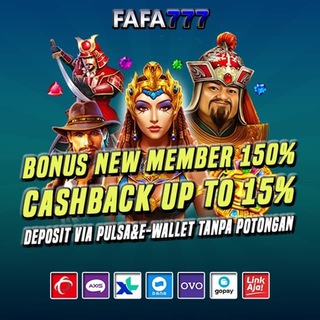 FAFA777
BONUS NEW MEMBER 150%
CASHBACK UP TO 15%
DEPOSIT VIA PULSA&E-WALLET TANPA POTONGAN
AXIS
XL
DANA
OVO
gopay
Link
Aja!